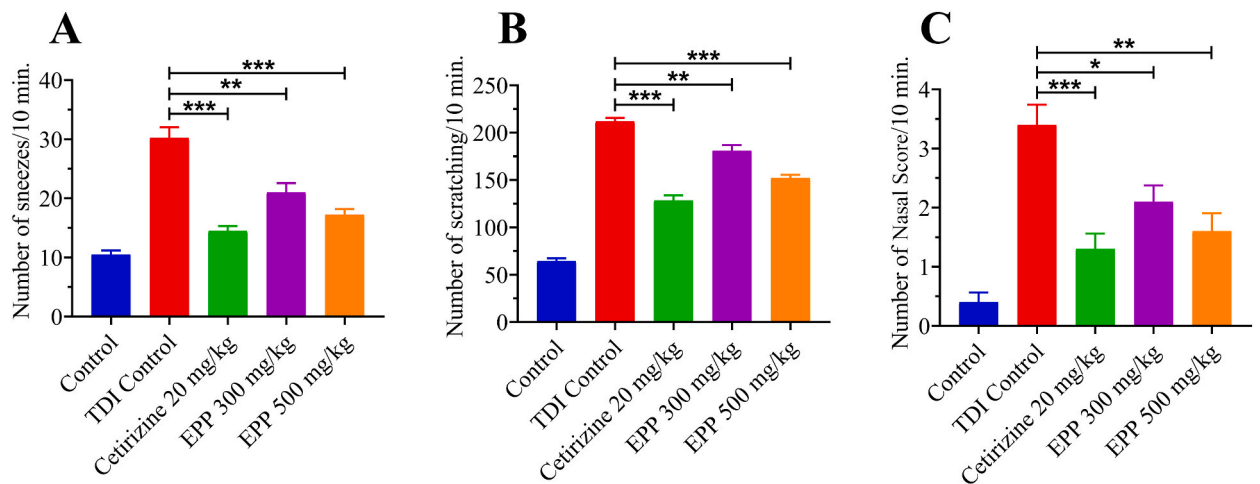 A
Number of sneezes/10 min.
40
30
20
10
0
***
**
***
Control
TDI Control
Cetirizine 20 mg/kg
EPP 300 mg/kg
EPP 500 mg/kg
B
Number of scratching/10 min.
250
200
150
100
50
0
***
**
***
Control
TDI Control
Cetirizine 20 mg/kg
EPP 300 mg/kg
EPP 500 mg/kg
C
Number of Nasal Score/10 min.
4
3
2
1
0
**
*
***
Control
TDI Control
Cetirizine 20 mg/kg
EPP 300 mg/kg
EPP 500 mg/kg